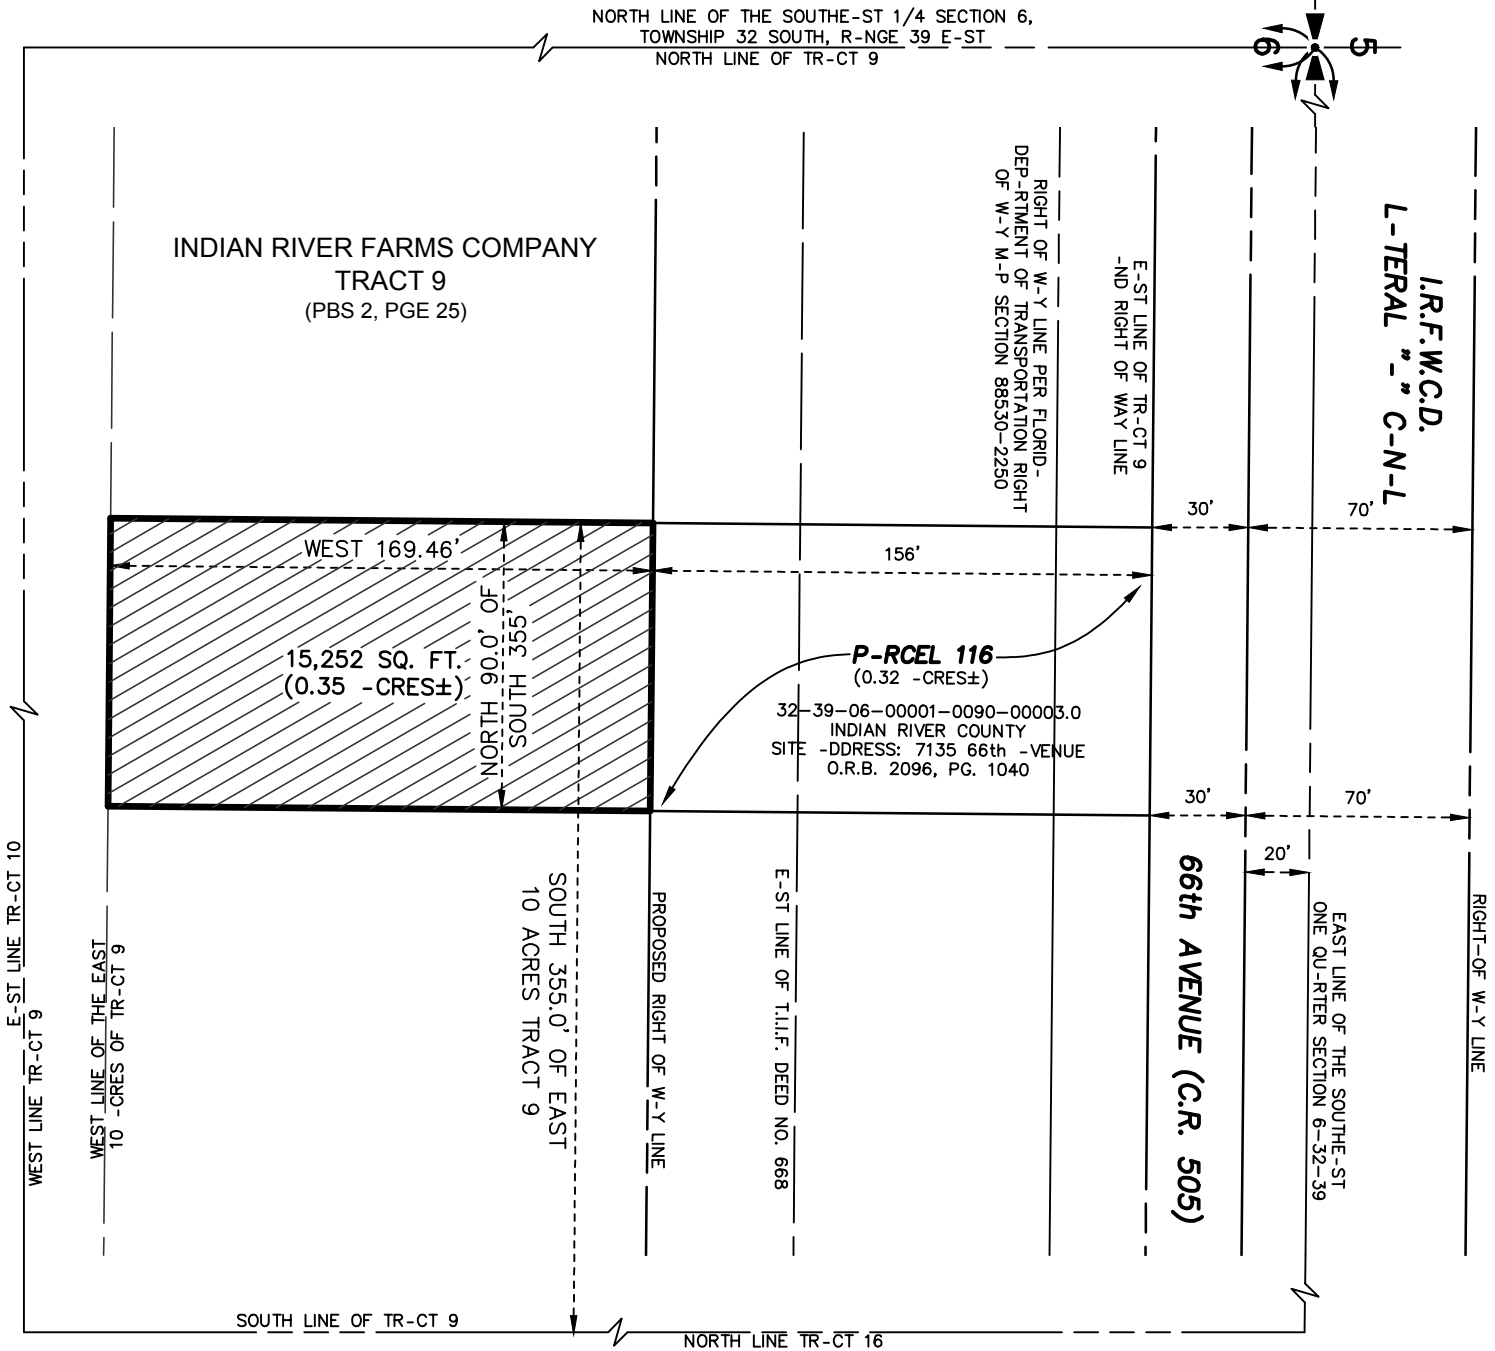 NORTH LINE OF THE SOUTHE-ST 1/4 SECTION 6,
TOWNSHIP 32 SOUTH, R-NGE 39 E-ST
NORTH LINE OF TR-CT 9
6
5
INDIAN RIVER FARMS COMPANY
TRACT 9
(PBS 2, PGE 25)
RIGHT OF W-Y LINE PER FLORID-
DEP-RTMENT OF TRANSPORTATION RIGHT
OF W-Y M-P SECTION 88530-2250
E-ST LINE OF TR-CT 9
-ND RIGHT OF WAY LINE
I.R.F.W.C.D.
L-TERAL "-" C-N-L
30'
70'
WEST 169.46'
156'
NORTH 90.0' OF
SOUTH 355'
15,252 SQ. FT.
(0.35 -CRES±)
P-RCEL 116
(0.32 -CRES±)
32-39-06-00001-0090-00003.0
INDIAN RIVER COUNTY
SITE -DDRESS: 7135 66th -VENUE
O.R.B. 2096, PG. 1040
30'
70'
20'
E-ST LINE TR-CT 10
WEST LINE TR-CT 9
WEST LINE OF THE EAST
10 -CRES OF TR-CT 9
SOUTH 355.0' OF EAST
10 ACRES TRACT 9
PROPOSED RIGHT OF W-Y LINE
E-ST LINE OF T.I.I.F. DEED NO. 668
66th AVENUE (C.R. 505)
EAST LINE OF THE SOUTHE-ST
ONE QU-RTER SECTION 6-32-39
RIGHT-OF W-Y LINE
SOUTH LINE OF TR-CT 9
NORTH LINE TR-CT 16